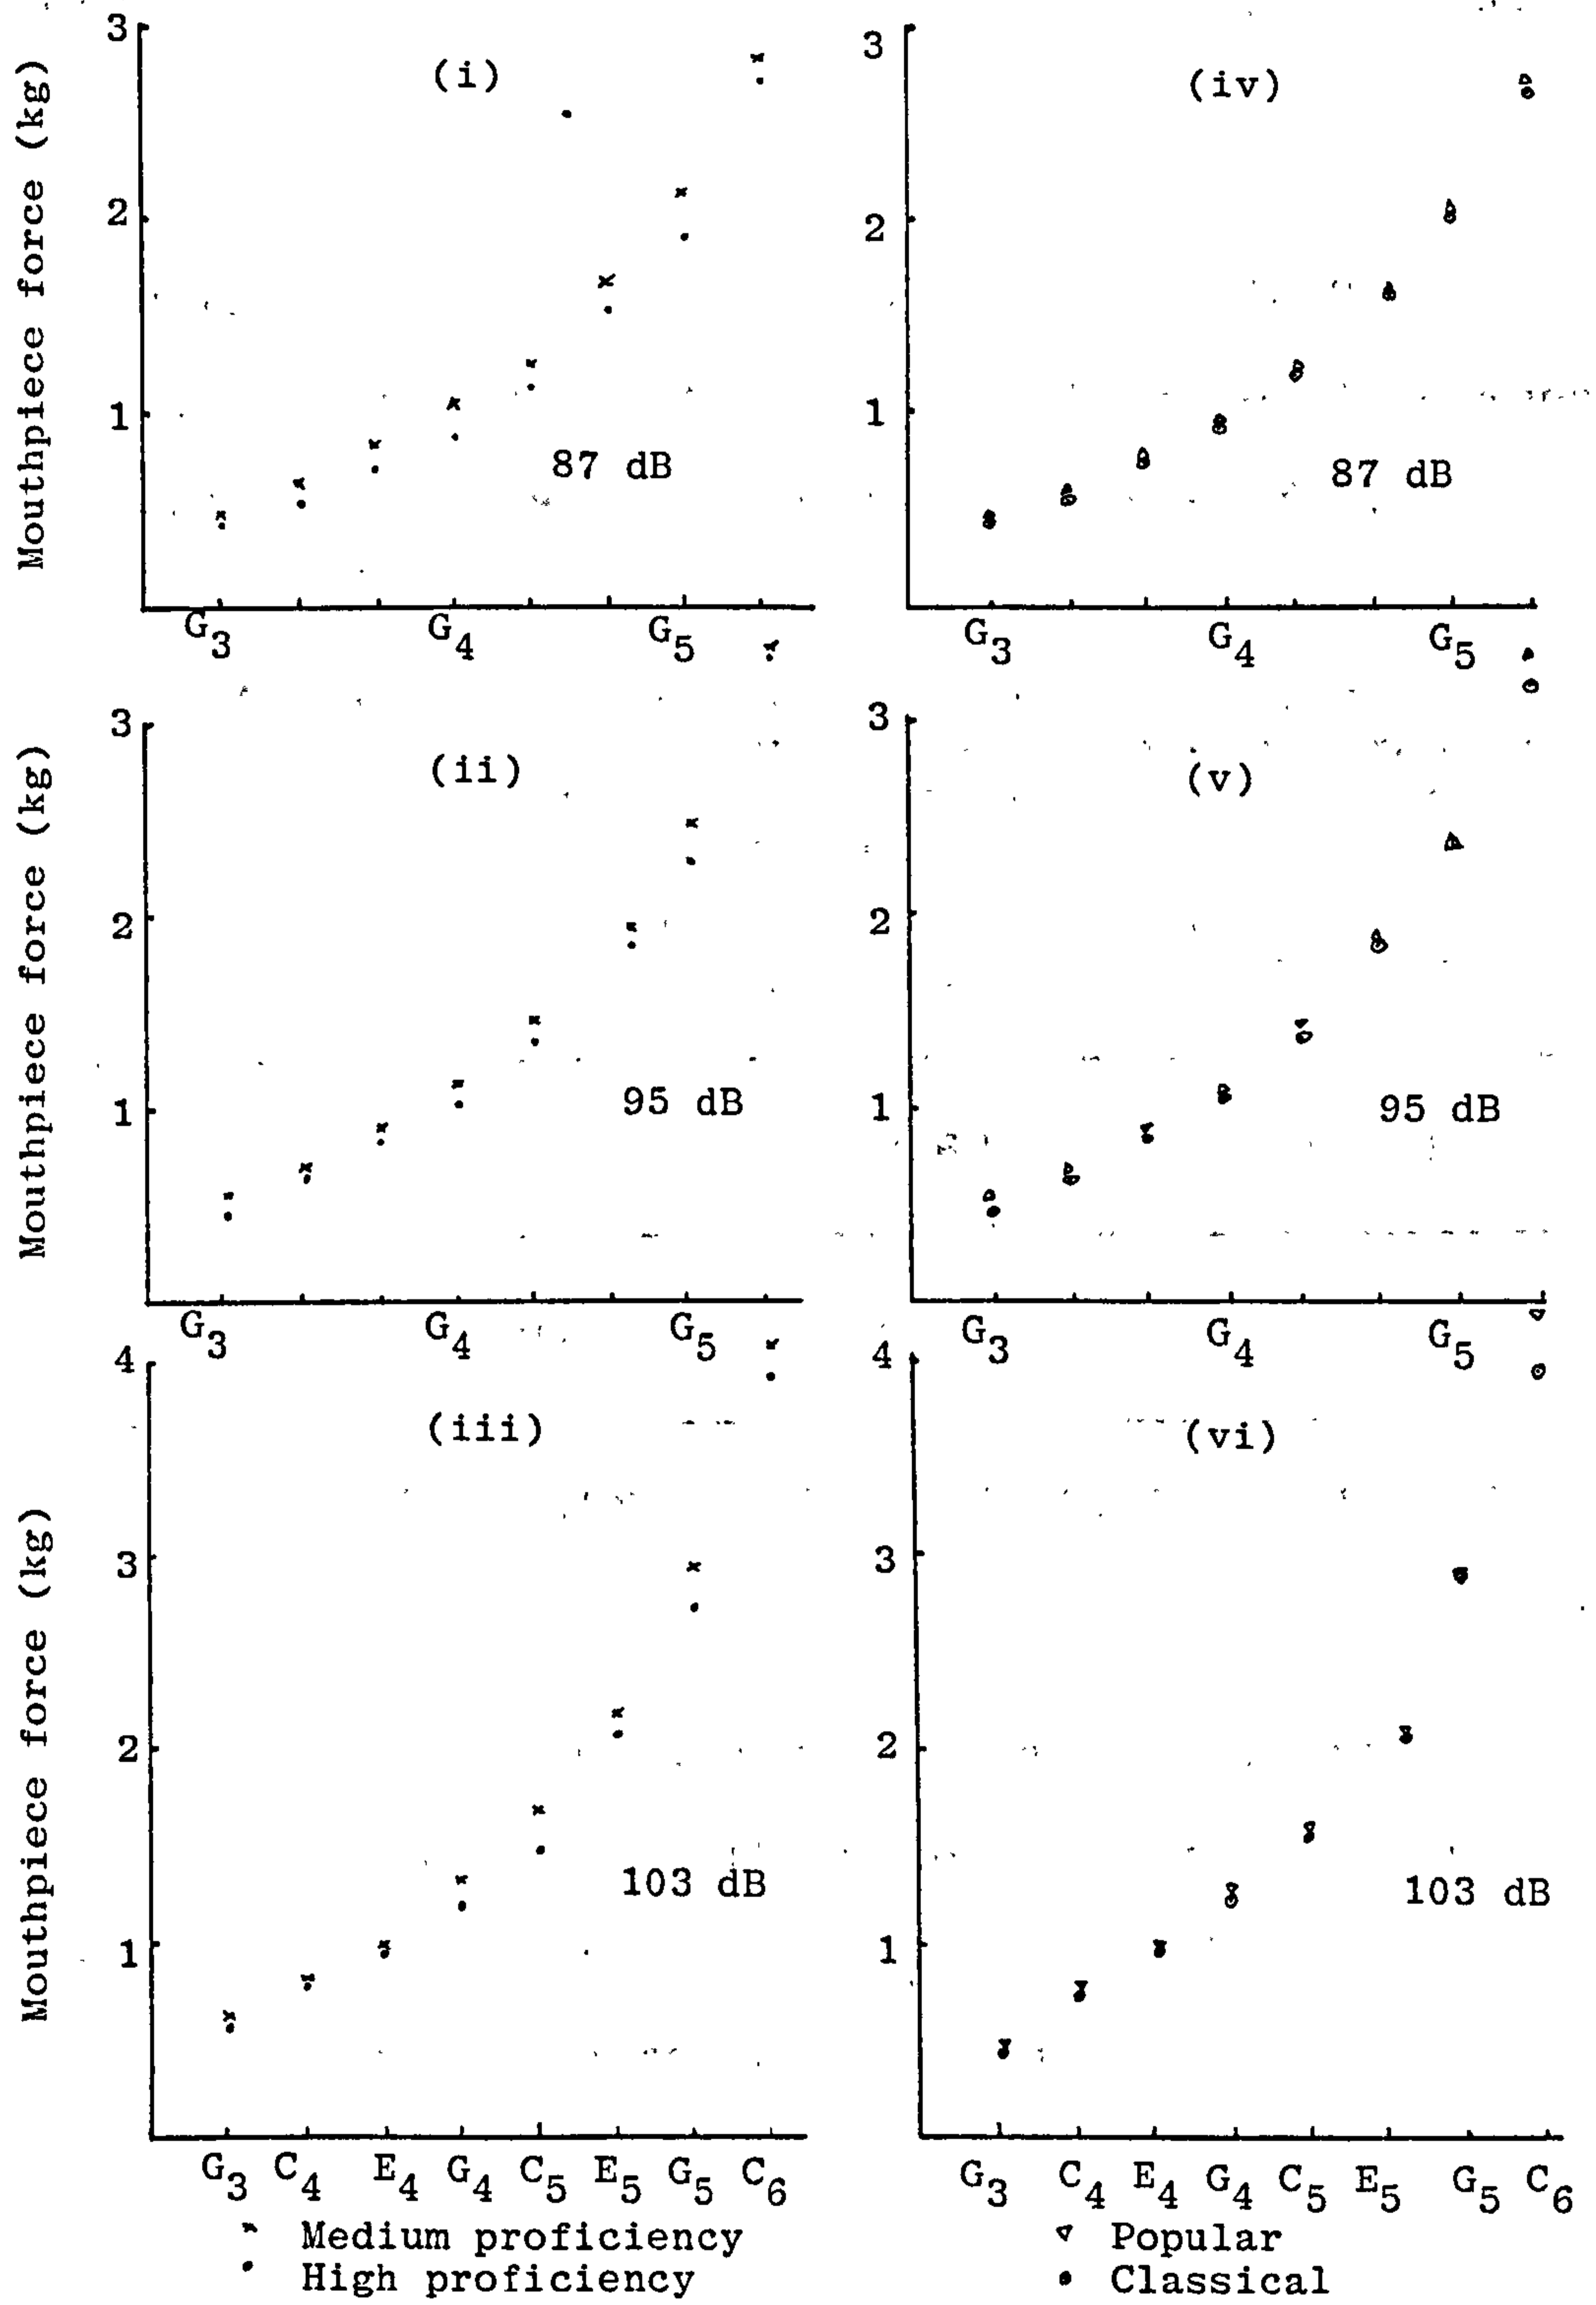 Mouthpiece force (kg)
3
2
1
(i)
87 dB
G3 G4 G5
3
2
1
(iv)
87 dB
G3 G4 G5
Mouthpiece force (kg)
3
2
1
(ii)
95 dB
G3 G4 G5
3
2
1
(v)
95 dB
G3 G4 G5
Mouthpiece force (kg)
4
3
2
1
(iii)
103 dB
G3 C4 E4 G4 C5 E5 G5 C6
Medium proficiency
High proficiency
4
3
2
1
(vi)
103 dB
G3 C4 E4 G4 C5 E5 G5 C6
Popular
Classical